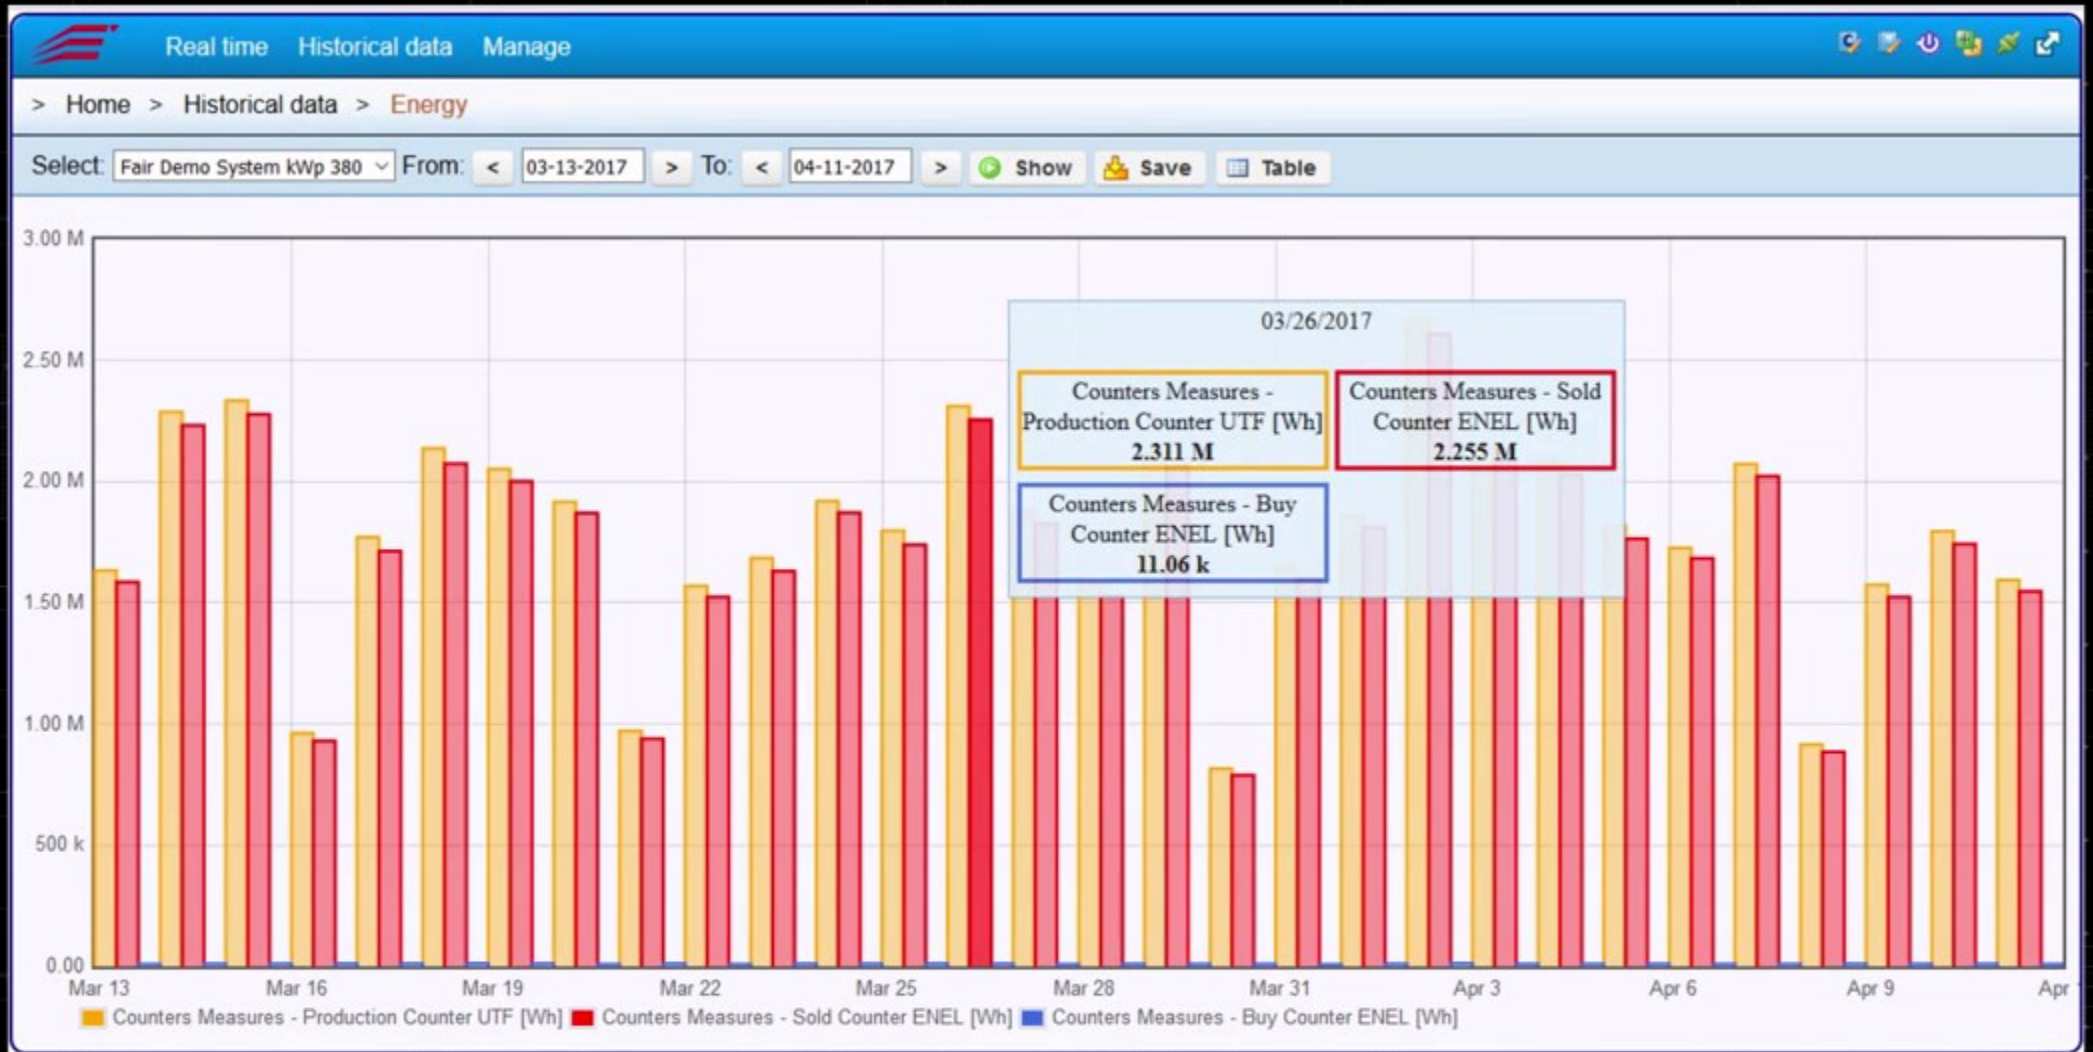 Real time Historical data Manage
> Home > Historical data > Energy
Select: Fair Demo System kWp 380 From: < 03-13-2017 > To: < 04-11-2017 > Show Save Table
3.00 M
2.50 M
2.00 M
1.50 M
1.00 M
500 k
0.00
03/26/2017
Counters Measures -
Production Counter UTF [Wh]
2.311 M
Counters Measures - Sold
Counter ENEL [Wh]
2.255 M
Counters Measures - Buy
Counter ENEL [Wh]
11.06 k
Mar 13 Mar 16 Mar 19 Mar 22 Mar 25 Mar 28 Mar 31 Apr 3 Apr 6 Apr 9 Apr
Counters Measures - Production Counter UTF [Wh] Counters Measures - Sold Counter ENEL [Wh] Counters Measures - Buy Counter ENEL [Wh]